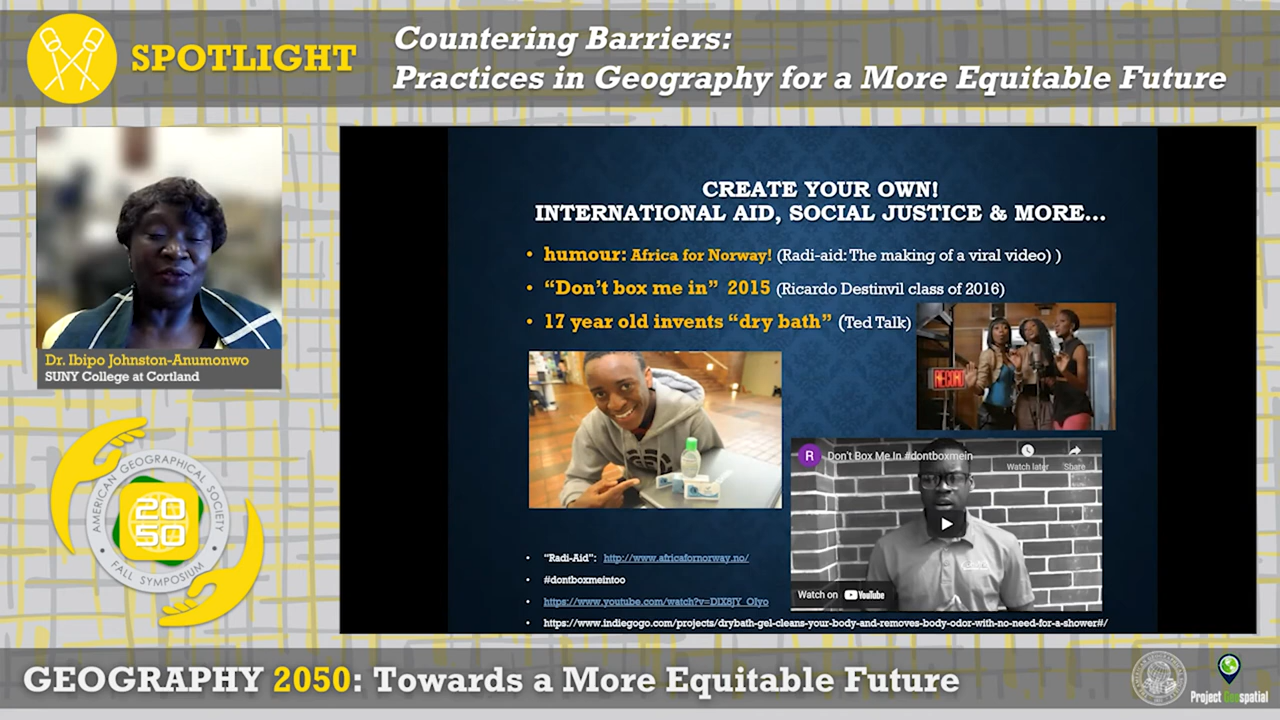 SPOTLIGHT
Countering Barriers:
Practices in Geography for a More Equitable Future
Dr. Ibipo Johnston-Anumonwo
SUNY College at Cortland
AMERICAN GEOGRAPHICAL SOCIETY
20
50
FALL SYMPOSIUM
CREATE YOUR OWN!
INTERNATIONAL AID, SOCIAL JUSTICE & MORE...
• humour: Africa for Norway! (Radi-aid: The making of a viral video) )
• "Don't box me in" 2015 (Ricardo Destinvil class of 2016)
• 17 year old invents "dry bath" (Ted Talk)
RECORD
R
Don't Box Me In #dontboxmein
Watch later
Share
Watch on YouTube
• "Radi-Aid": http://www.africafornorway.no/
• #dontboxmeintoo
• https://www.youtube.com/watch?v=
• https://www.indiegogo.com/projects/drybath-gel-cleans-your-body-and-removes-body-odor-with-no-need-for-a-shower#/
GEOGRAPHY 2050: Towards a More Equitable Future
Project Geospatial